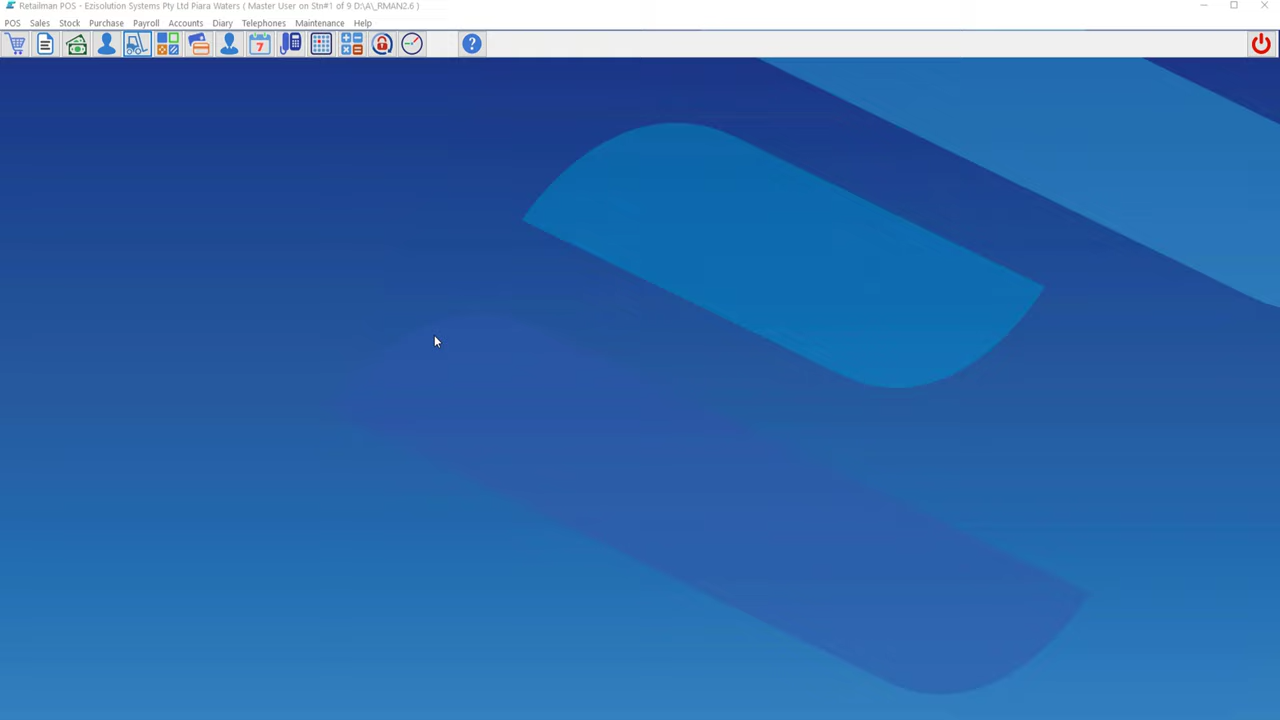 Retailman POS - Ezisolution Systems Pty Ltd Piara Waters ( Master User on Stn#1 of 9 D:\A\_RMAN2.6 )
POS Sales Stock Purchase Payroll Accounts Diary Telephones Maintenance Help
7
?